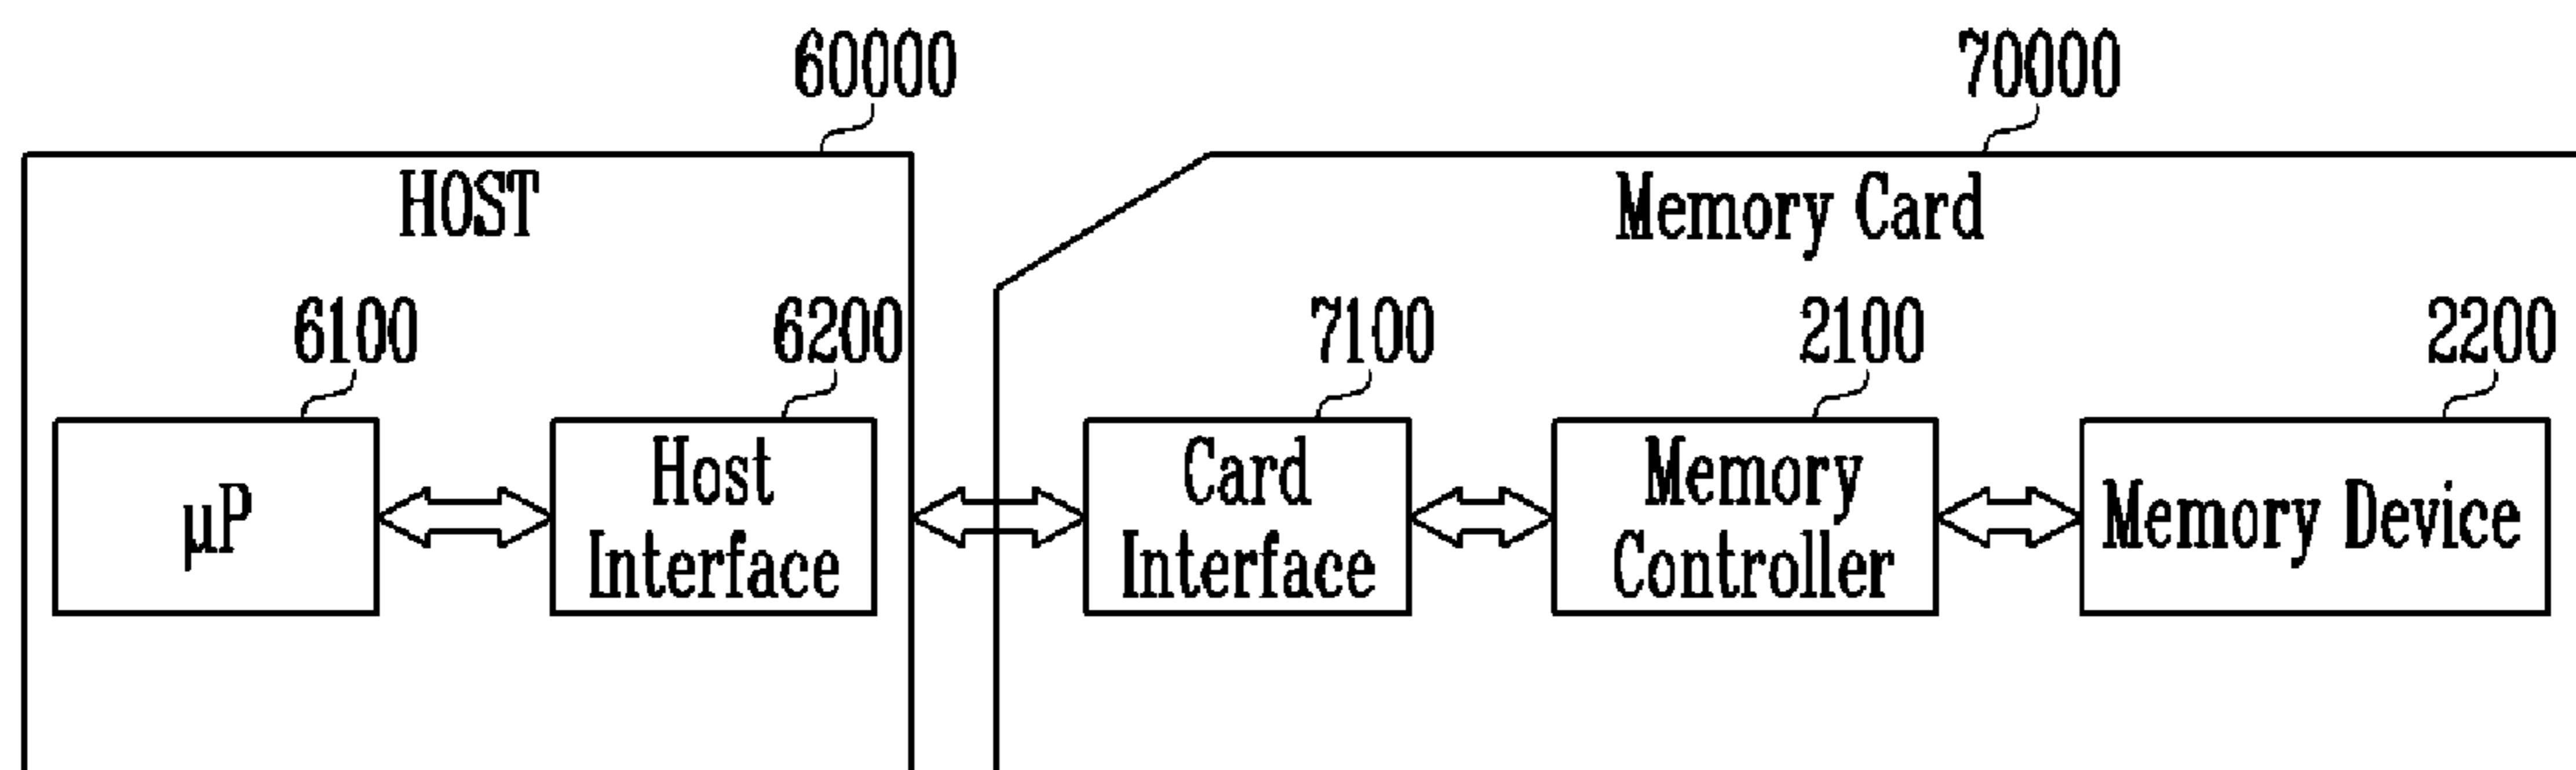 60000
70000
HOST
Memory Card
6100
6200
7100
2100
2200
μP
Host
Interface
Card
Interface
Memory
Controller
Memory Device